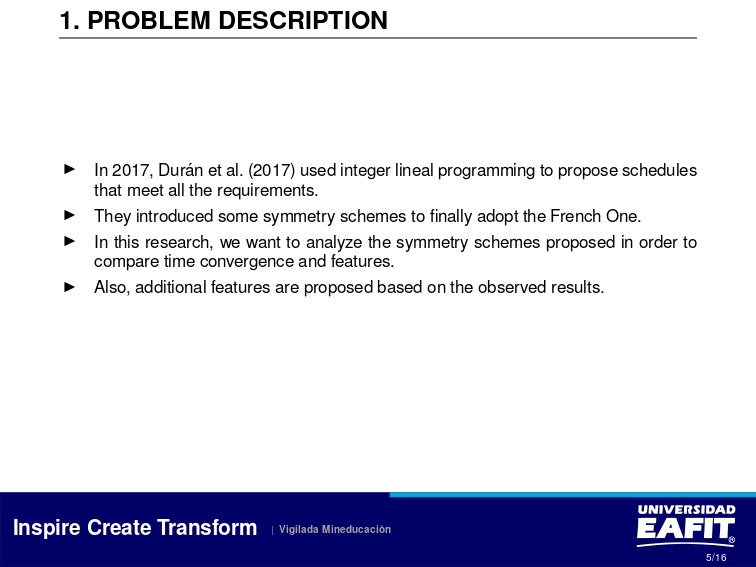 1. PROBLEM DESCRIPTION
► In 2017, Durán et al. (2017) used integer lineal programming to propose schedules
that meet all the requirements.
► They introduced some symmetry schemes to finally adopt the French One.
► In this research, we want to analyze the symmetry schemes proposed in order to
compare time convergence and features.
► Also, additional features are proposed based on the observed results.
Inspire Create Transform | Vigilada Mineducación
UNIVERSIDAD
EAFIT®
5/16